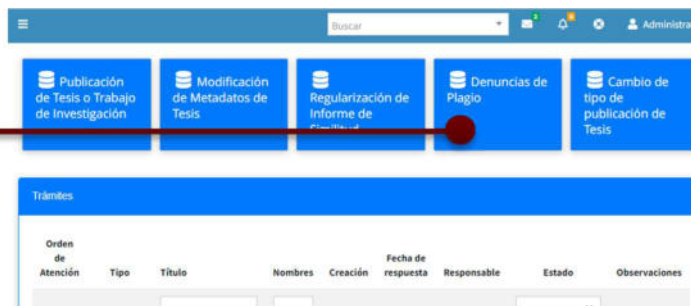 Buscar
Administra
Publicación
de Tesis o Trabajo
de Investigación
Modificación
de Metadatos de
Tesis
Regularización de
Informe de
Similitud
Denuncias de
Plagio
Cambio de
tipo de
publicación de
Tesis
Trámites
Orden
de
Atención
Tipo
Título
Nombres
Creación
Fecha de
respuesta
Responsable
Estado
Observaciones